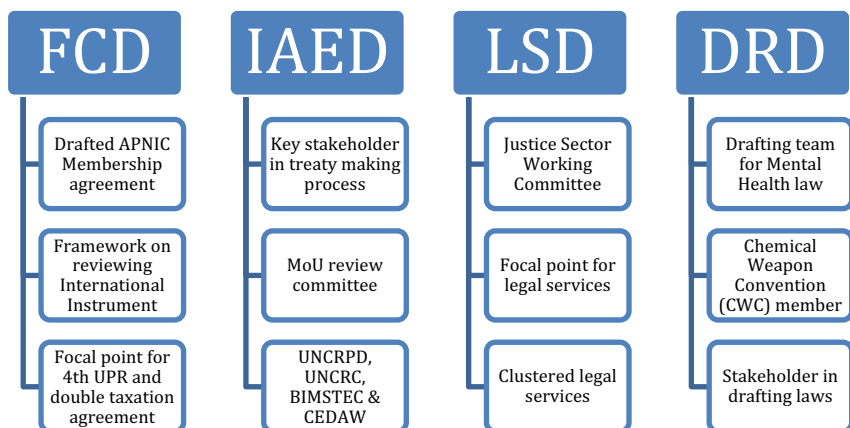 FCD
Drafted APNIC
Membership
agreement
Framework on
reviewing
International
Instrument
Focal point for
4th UPR and
double taxation
agreement
IAED
Key stakeholder
in treaty making
process
MoU review
committee
UNCRPD,
UNCRC,
BIMSTEC &
CEDAW
LSD
Justice Sector
Working
Committee
Focal point for
legal services
Clustered legal
services
DRD
Drafting team
for Mental
Health law
Chemical
Weapon
Convention
(CWC) member
Stakeholder in
drafting laws